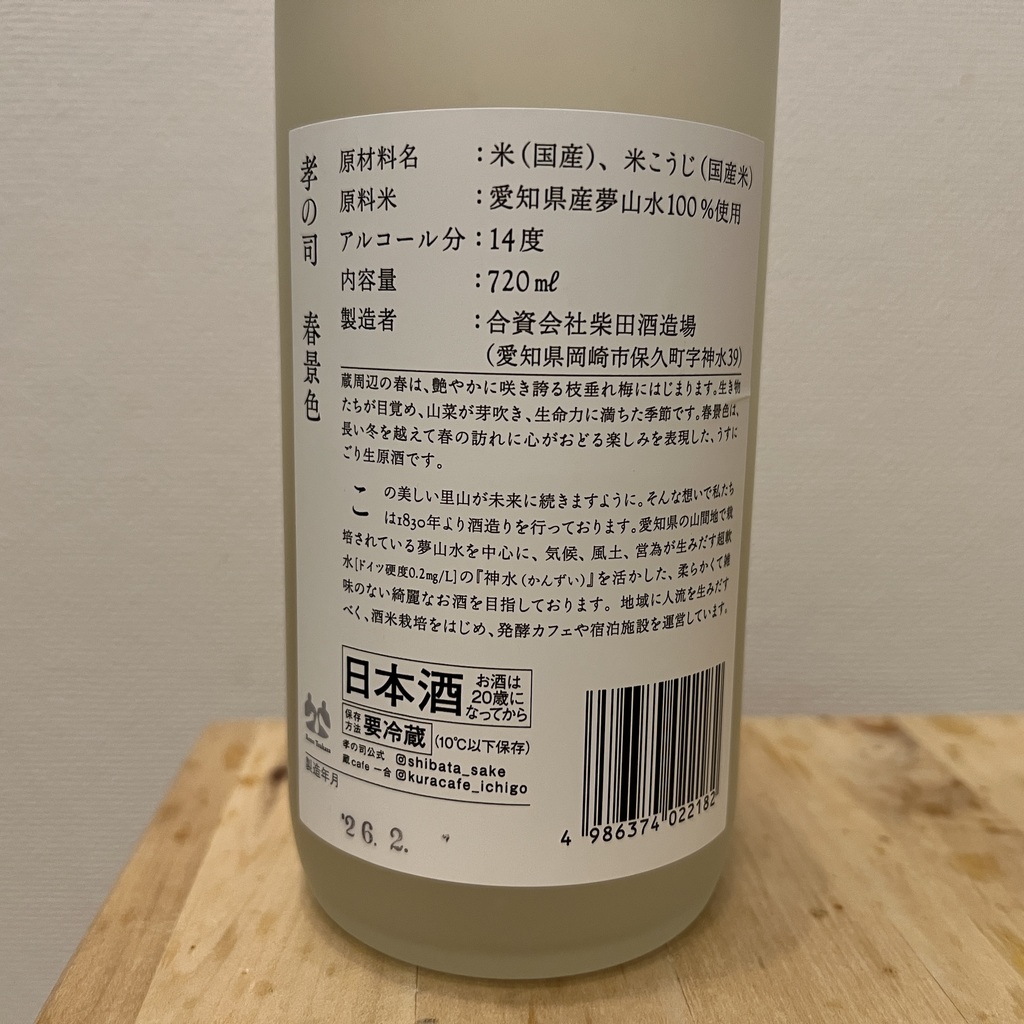 孝の司 春景色
原材料名 :米(国産)、米こうじ(国産米)
原料米 :愛知県産夢山水100%使用
アルコール分:14度
内容量 :720㎖
製造者 :合資会社柴田酒造場
(愛知県岡崎市保久町字神水39)
蔵周辺の春は、艶やかに咲き誇る枝垂れ梅にはじまります。生き物
たちが目覚め、山菜が芽吹き、生命力に満ちた季節です。春景色は、
長い冬を越えて春の訪れに心がおどる楽しみを表現した、うすに
ごり生原酒です。
この美しい里山が未来に続きますように。そんな想いで私たち
は1830年より酒造りを行っております。愛知県の山間地で栽
培されている夢山水を中心に、気候、風土、営為が生みだす超軟
水[ドイツ硬度0.2mg/L]の『神水(かんずい)』を活かした、柔らかくて雑
味のない綺麗なお酒を目指しております。地域に人流を生みだす
べく、酒米栽培をはじめ、発酵カフェや宿泊施設を運営しています。
日本酒
お酒は
20歳に
なってから
保存
方法
要冷蔵
(10℃以下保存)
孝の司公式 shibata_sake
蔵cafe 一合 kuracafe_ichigo
製造年月
'26. 2.
4 986374 022182